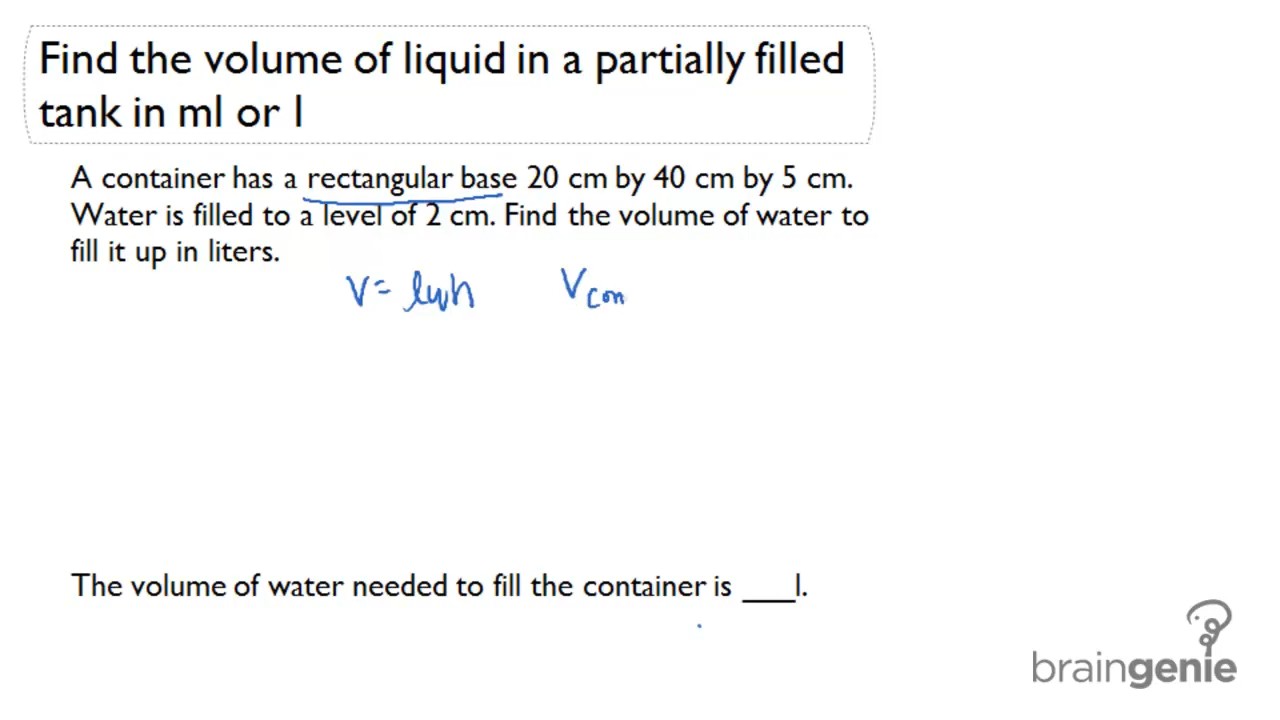 Find the volume of liquid in a partially filled
tank in ml or l
A container has a rectangular base 20 cm by 40 cm by 5 cm.
Water is filled to a level of 2 cm. Find the volume of water to
fill it up in liters.
V = lwh V con
The volume of water needed to fill the container is ___l.
braingenie